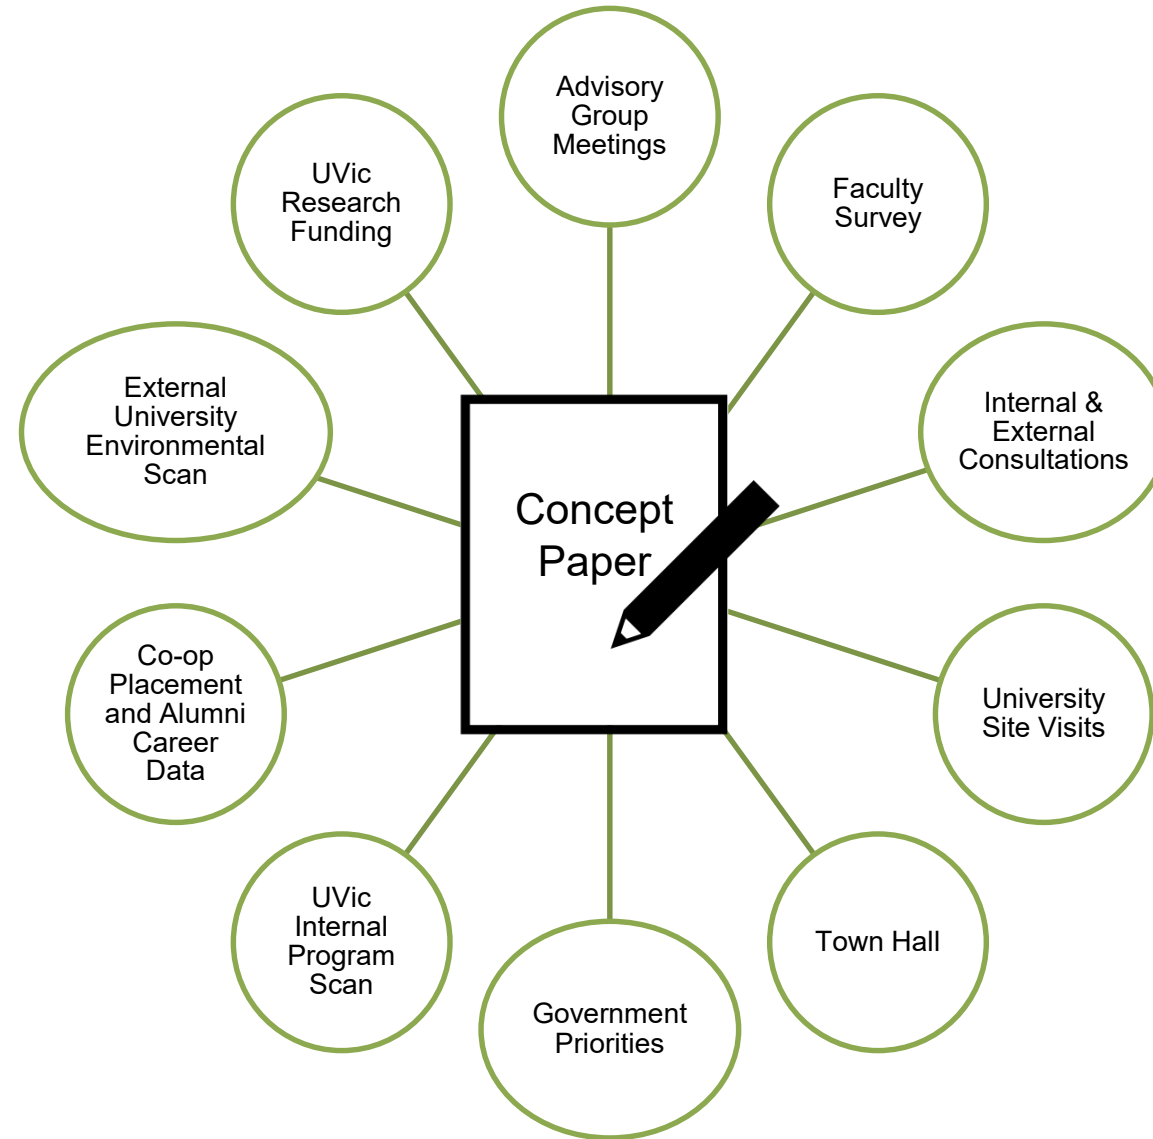 Advisory
Group
Meetings
Faculty
Survey
Internal &
External
Consultations
University
Site Visits
Town Hall
Government
Priorities
UVic
Internal
Program
Scan
Co-op
Placement
and Alumni
Career
Data
External
University
Environmental
Scan
UVic
Research
Funding
Concept
Paper